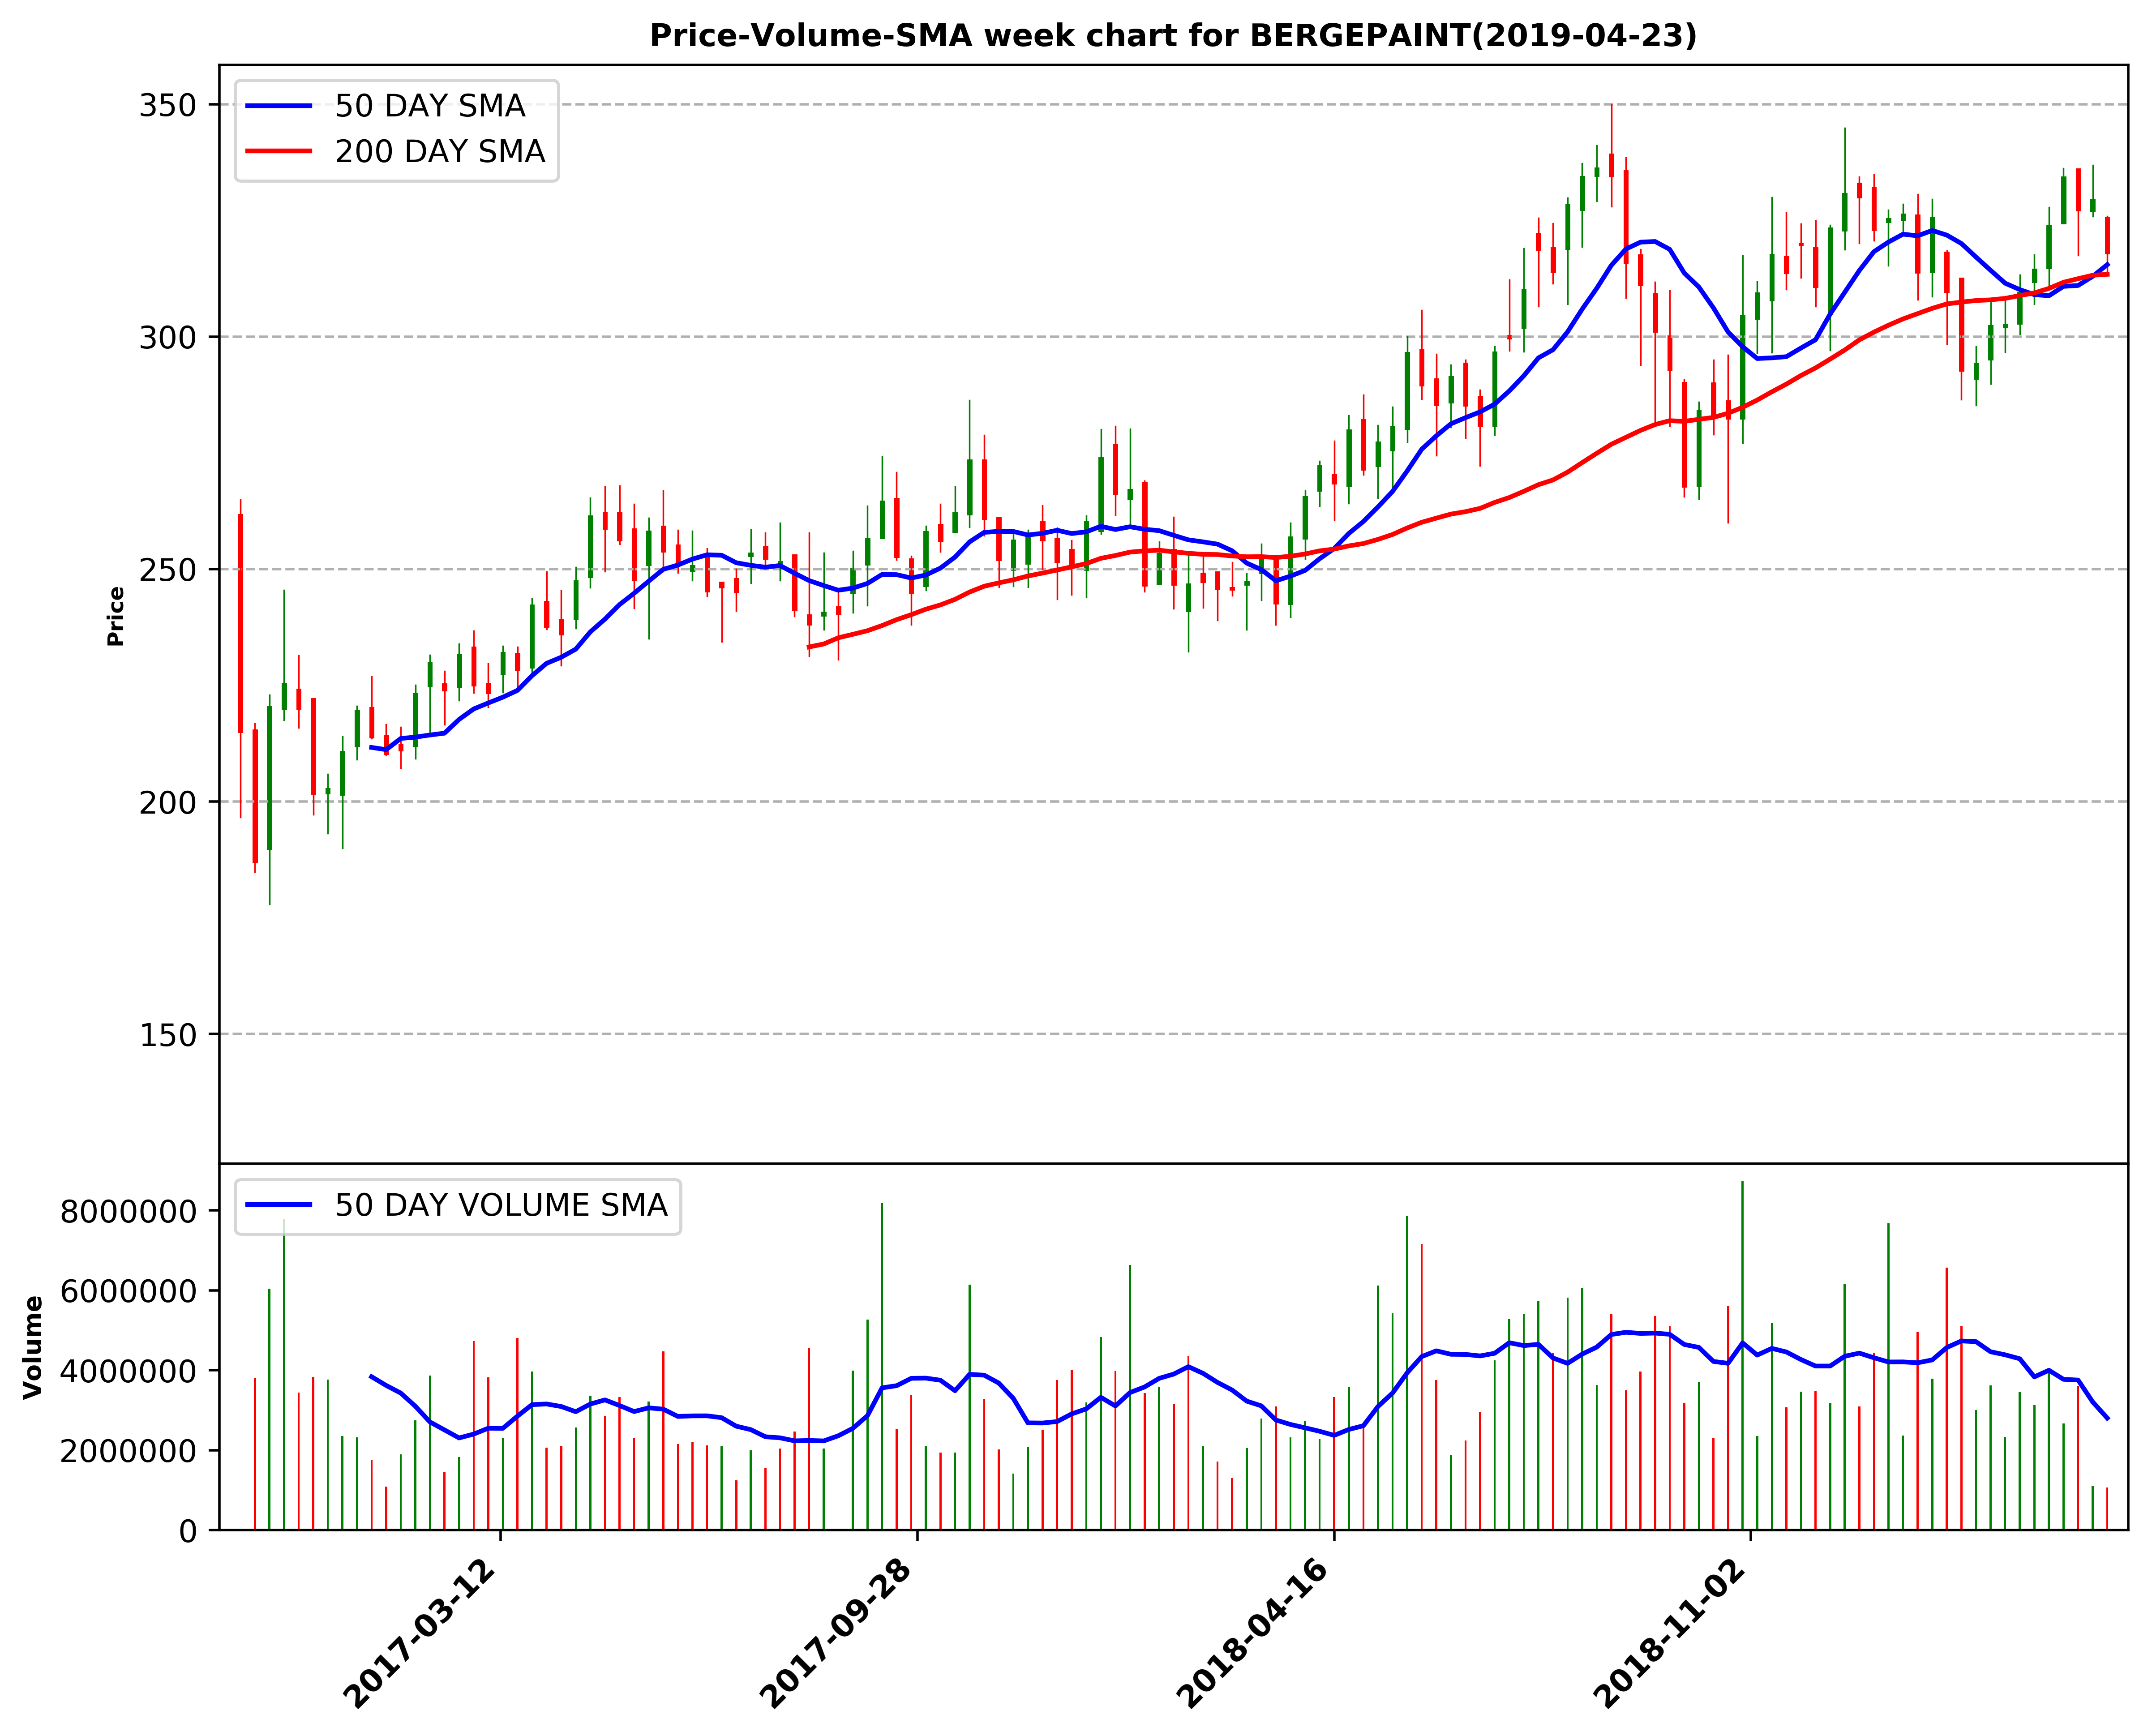 Price-Volume-SMA week chart for BERGEPAINT(2019-04-23)
50 DAY SMA
200 DAY SMA
350
300
250
200
150
Price
50 DAY VOLUME SMA
8000000
6000000
4000000
2000000
0
Volume
2017-03-12
2017-09-28
2018-04-16
2018-11-02